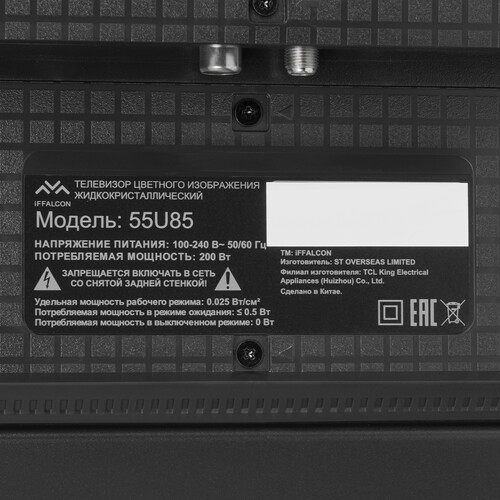 ТЕЛЕВИЗОР ЦВЕТНОГО ИЗОБРАЖЕНИЯ
ЖИДКОКРИСТАЛЛИЧЕСКИЙ
iFFALCON
Модель: 55U85
НАПРЯЖЕНИЕ ПИТАНИЯ: 100-240 В~ 50/60 Гц
ПОТРЕБЛЯЕМАЯ МОЩНОСТЬ: 200 Вт
ЗАПРЕЩАЕТСЯ ВКЛЮЧАТЬ В СЕТЬ
СО СНЯТОЙ ЗАДНЕЙ СТЕНКОЙ!
Удельная мощность рабочего режима: 0.025 Вт/см²
Потребляемая мощность в режиме ожидания: ≤ 0.5 Вт
Потребляемая мощность в выключенном режиме: 0 Вт
TM: iFFALCON
Изготовитель: ST OVERSEAS LIMITED
Филиал изготовителя: TCL King Electrical
Appliances (Huizhou) Co., Ltd.
Сделано в Китае.
EAC